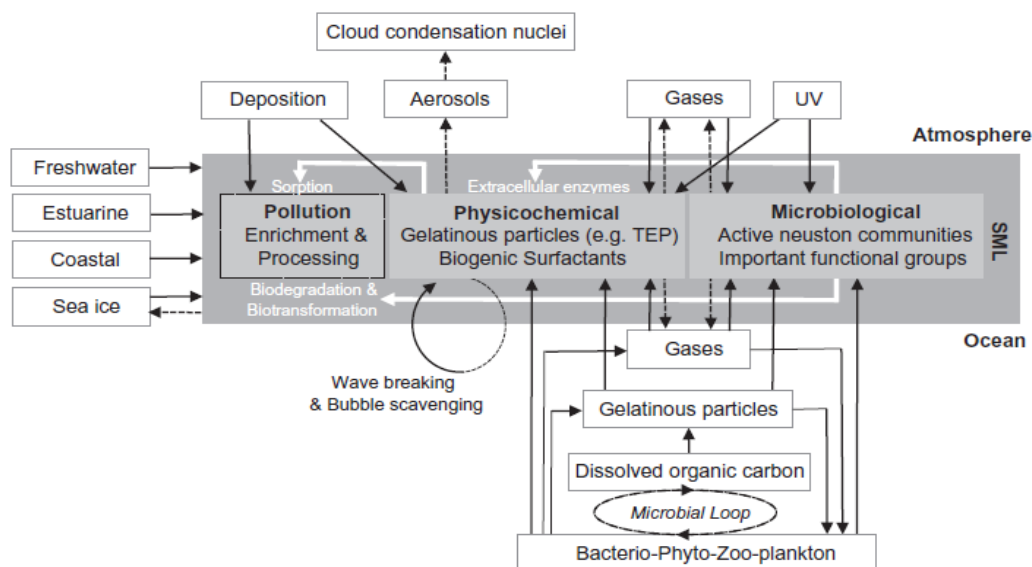 Cloud condensation nuclei
Deposition
Aerosols
Gases
UV
Atmosphere
Freshwater
Estuarine
Coastal
Sea ice
Sorption
Extracellular enzymes
Pollution
Enrichment &
Processing
Physicochemical
Gelatinous particles (e.g. TEP)
Biogenic Surfactants
Microbiological
Active neuston communities
Important functional groups
SML
Biodegradation &
Biotransformation
Ocean
Wave breaking
& Bubble scavenging
Gases
Gelatinous particles
Dissolved organic carbon
Microbial Loop
Bacterio-Phyto-Zoo-plankton